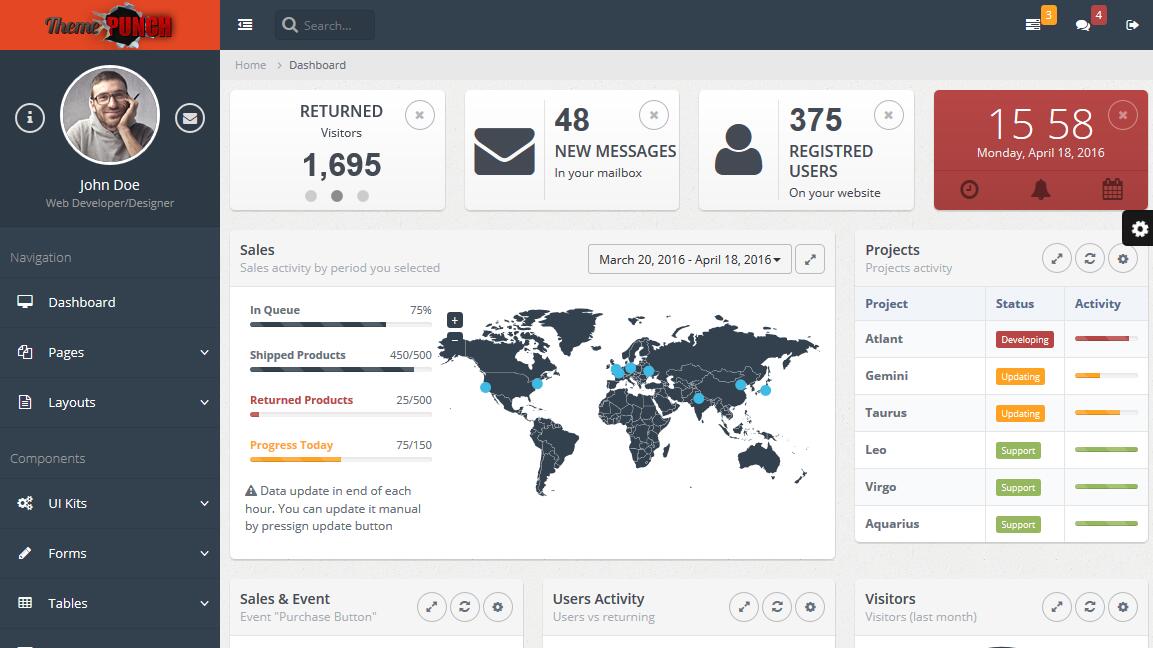 Theme PUNCH
Search...
3
4
John Doe
Web Developer/Designer
Navigation
Dashboard
Pages
Layouts
Components
UI Kits
Forms
Tables
Home > Dashboard
RETURNED
Visitors
1,695
48
NEW MESSAGES
In your mailbox
375
REGISTRED
USERS
On your website
15 58
Monday, April 18, 2016
Sales
Sales activity by period you selected
March 20, 2016 - April 18, 2016
In Queue 75%
Shipped Products 450/500
Returned Products 25/500
Progress Today 75/150
Data update in end of each
hour. You can update it manual
by pressign update button
+
−
Projects
Projects activity
Project Status Activity
Atlant Developing
Gemini Updating
Taurus Updating
Leo Support
Virgo Support
Aquarius Support
Sales & Event
Event "Purchase Button"
Users Activity
Users vs returning
Visitors
Visitors (last month)